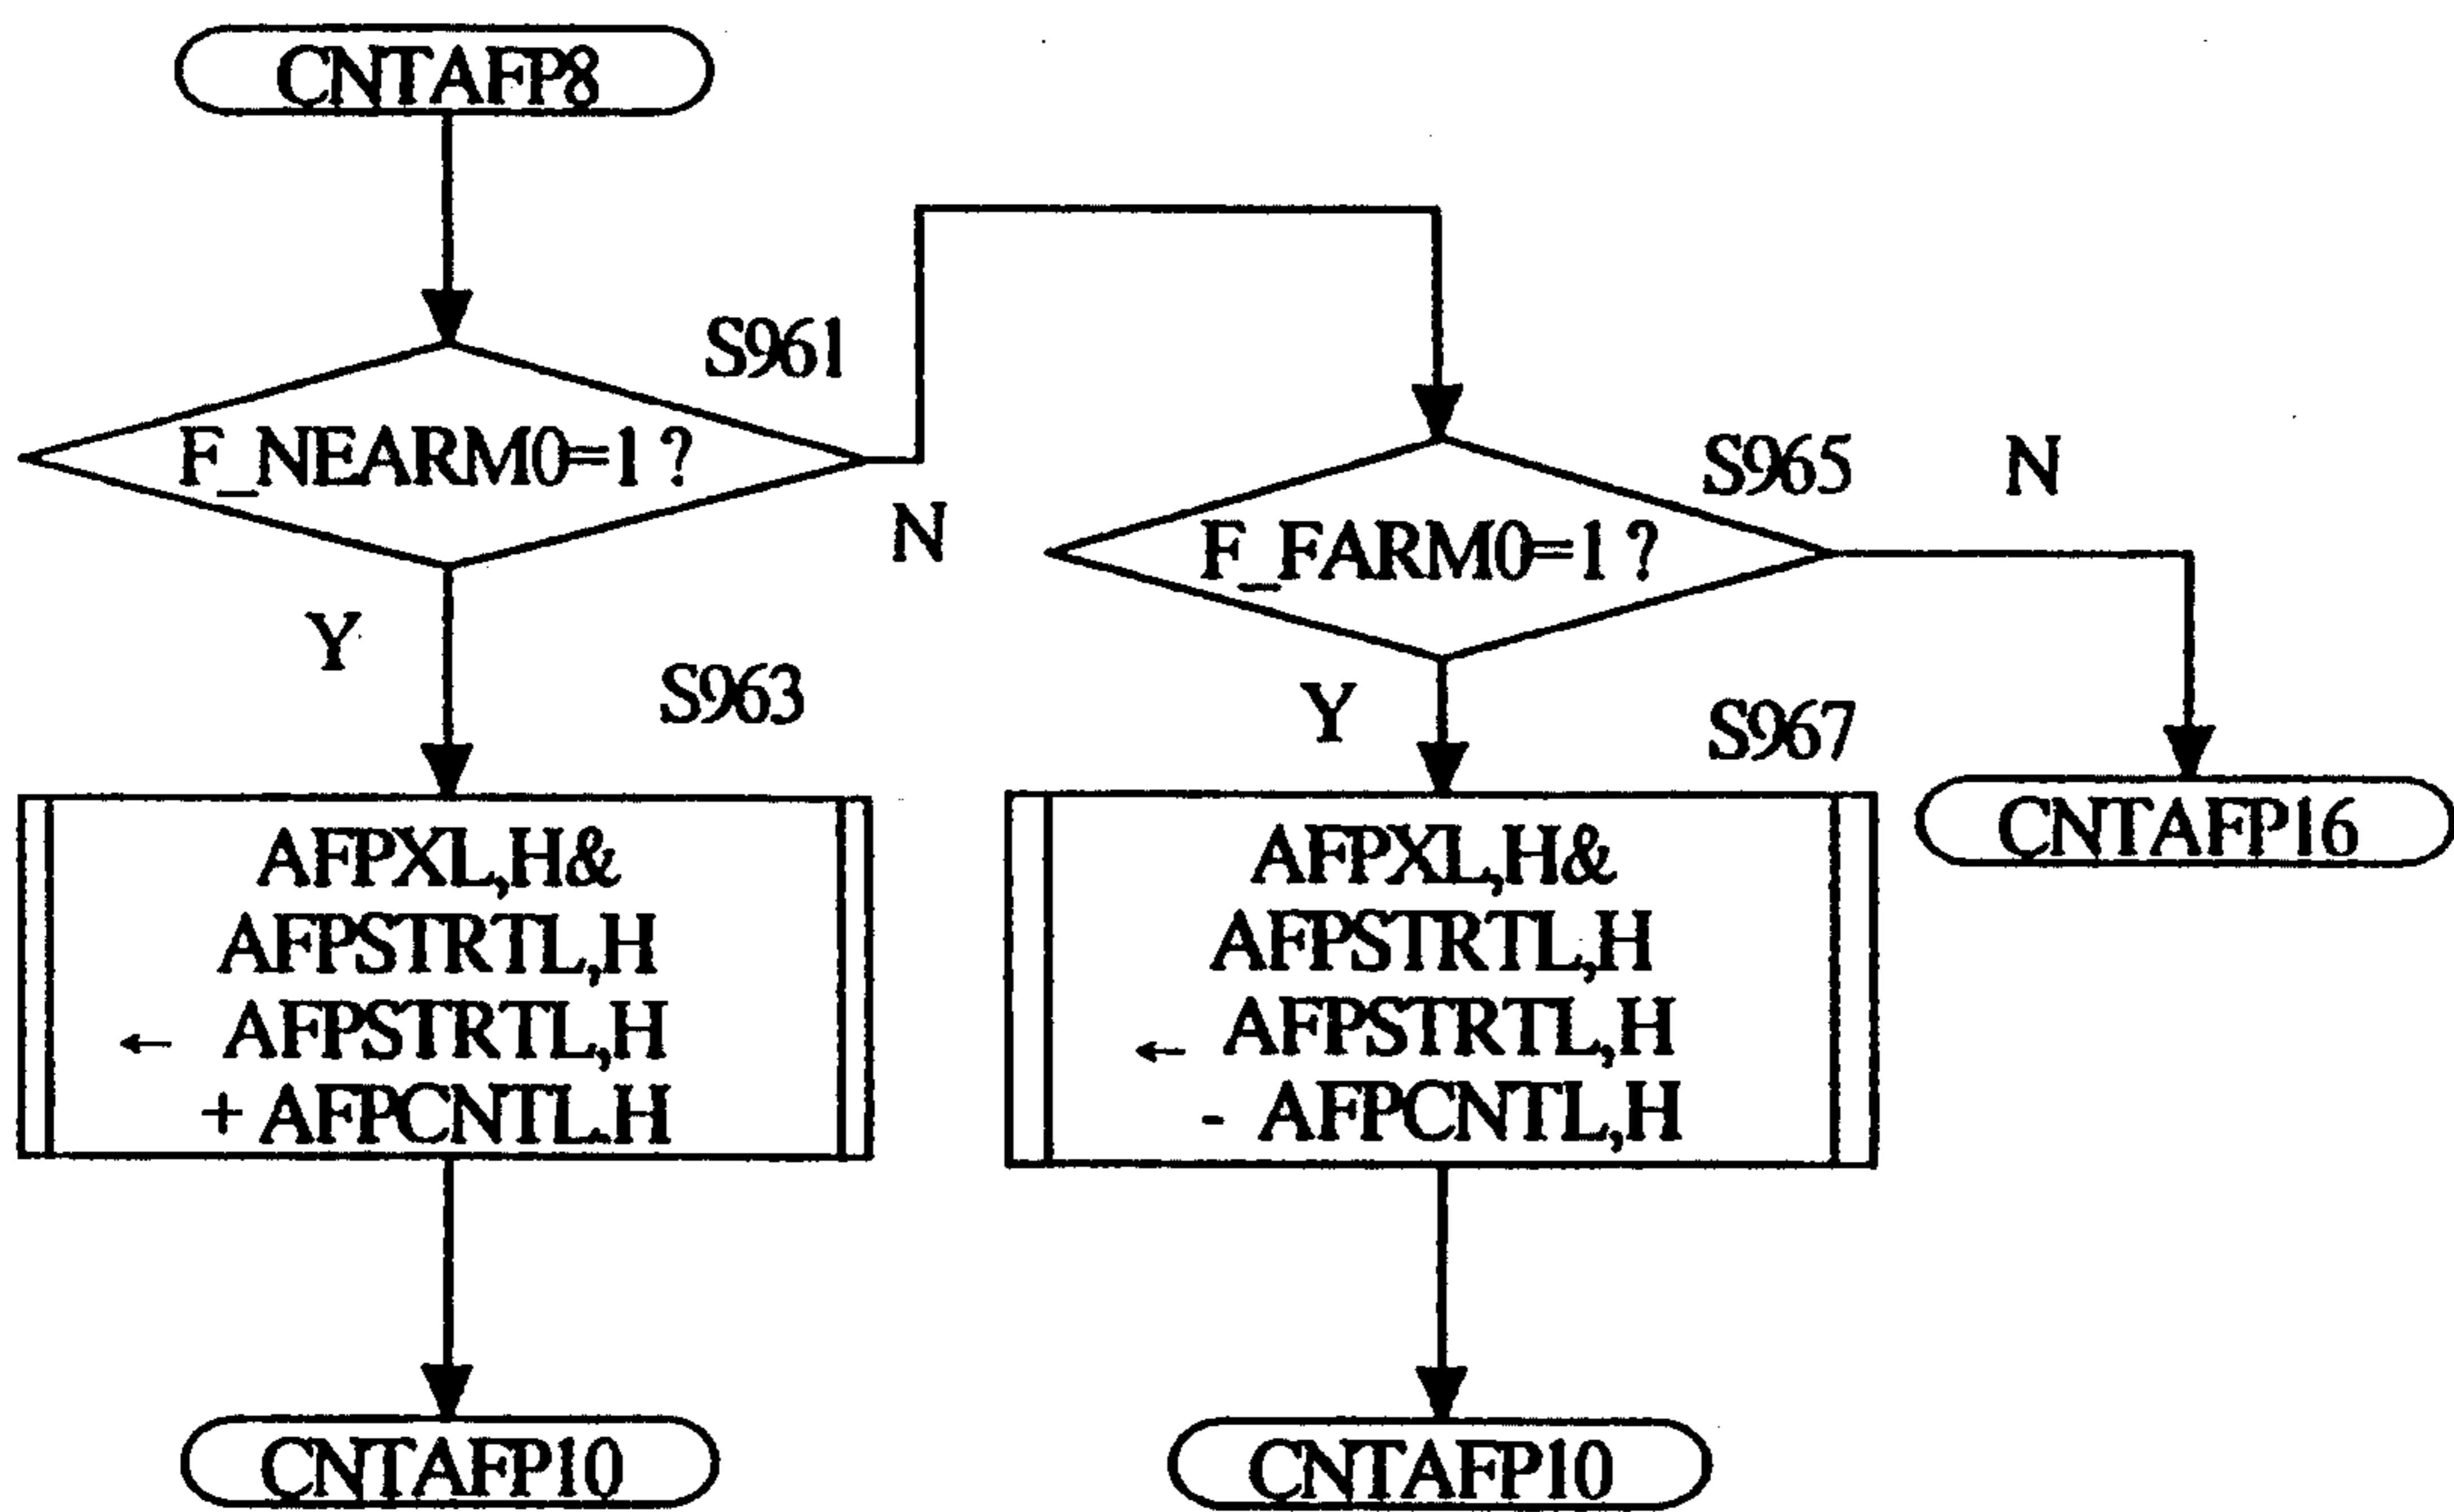 CNTAFP8
S961
F_NEARM0=1 ?
N
Y
S963
AFPXL,H&
AFPSTRTL,H
← AFPSTRTL,H
+ AFPCNTL,H
CNTAFP10
S965
N
F_FARM0=1 ?
Y
S967
AFPXL,H&
AFPSTRTL,H
← AFPSTRTL,H
- AFPCNTL,H
CNTAFP10
CNTAFP16